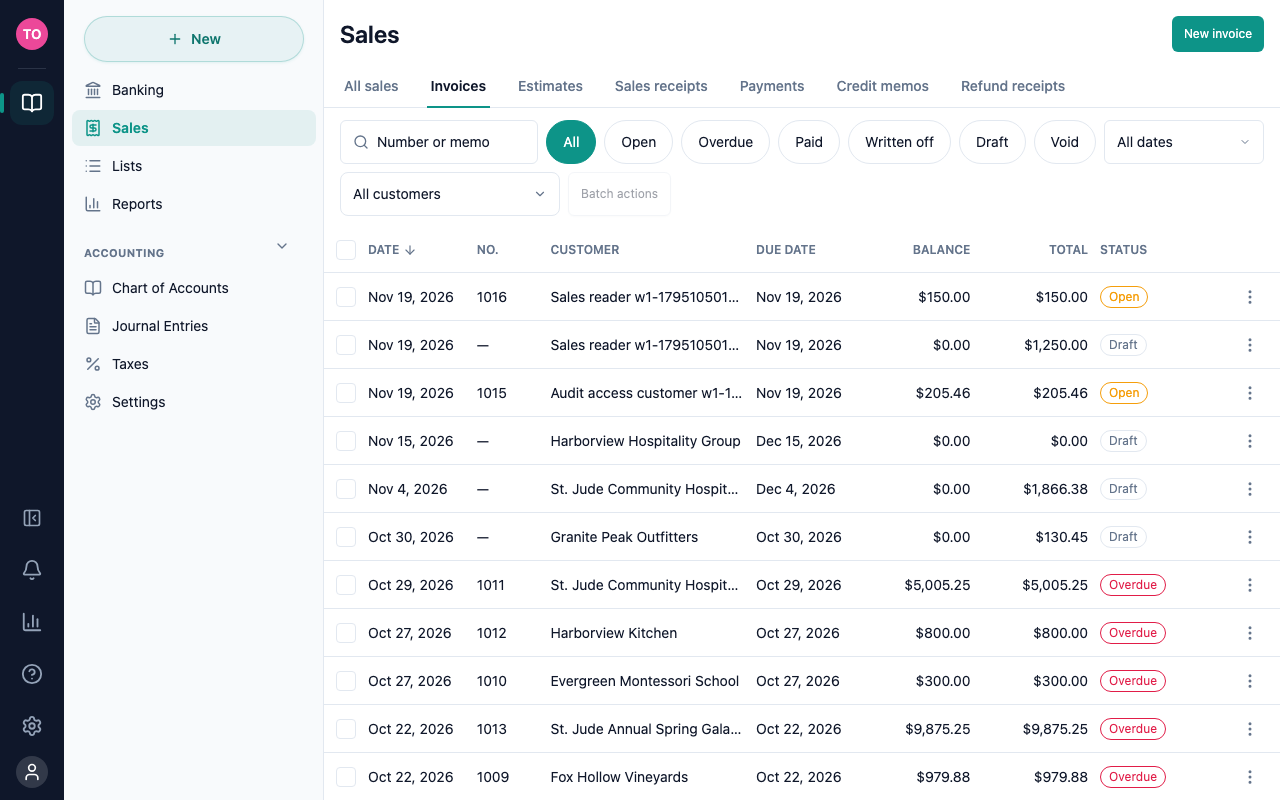 TO
New
Banking
Sales
Lists
Reports
ACCOUNTING
Chart of Accounts
Journal Entries
Taxes
Settings
Sales
New invoice
All sales Invoices Estimates Sales receipts Payments Credit memos Refund receipts
Number or memo All Open Overdue Paid Written off Draft Void All dates
All customers Batch actions
DATE NO. CUSTOMER DUE DATE BALANCE TOTAL STATUS
Nov 19, 2026 1016 Sales reader w1-179510501... Nov 19, 2026 $150.00 $150.00 Open
Nov 19, 2026 — Sales reader w1-179510501... Nov 19, 2026 $0.00 $1,250.00 Draft
Nov 19, 2026 1015 Audit access customer w1-1... Nov 19, 2026 $205.46 $205.46 Open
Nov 15, 2026 — Harborview Hospitality Group Dec 15, 2026 $0.00 $0.00 Draft
Nov 4, 2026 — St. Jude Community Hospit... Dec 4, 2026 $0.00 $1,866.38 Draft
Oct 30, 2026 — Granite Peak Outfitters Oct 30, 2026 $0.00 $130.45 Draft
Oct 29, 2026 1011 St. Jude Community Hospit... Oct 29, 2026 $5,005.25 $5,005.25 Overdue
Oct 27, 2026 1012 Harborview Kitchen Oct 27, 2026 $800.00 $800.00 Overdue
Oct 27, 2026 1010 Evergreen Montessori School Oct 27, 2026 $300.00 $300.00 Overdue
Oct 22, 2026 1013 St. Jude Annual Spring Gala... Oct 22, 2026 $9,875.25 $9,875.25 Overdue
Oct 22, 2026 1009 Fox Hollow Vineyards Oct 22, 2026 $979.88 $979.88 Overdue